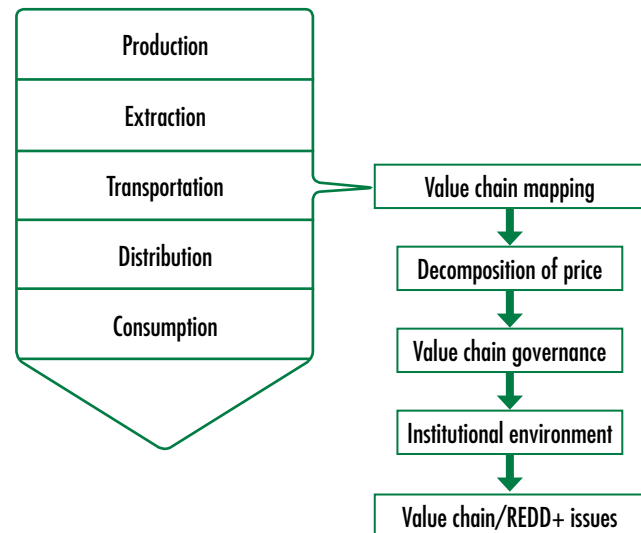 Production
Extraction
Transportation
Distribution
Consumption
Value chain mapping
Decomposition of price
Value chain governance
Institutional environment
Value chain/REDD+ issues